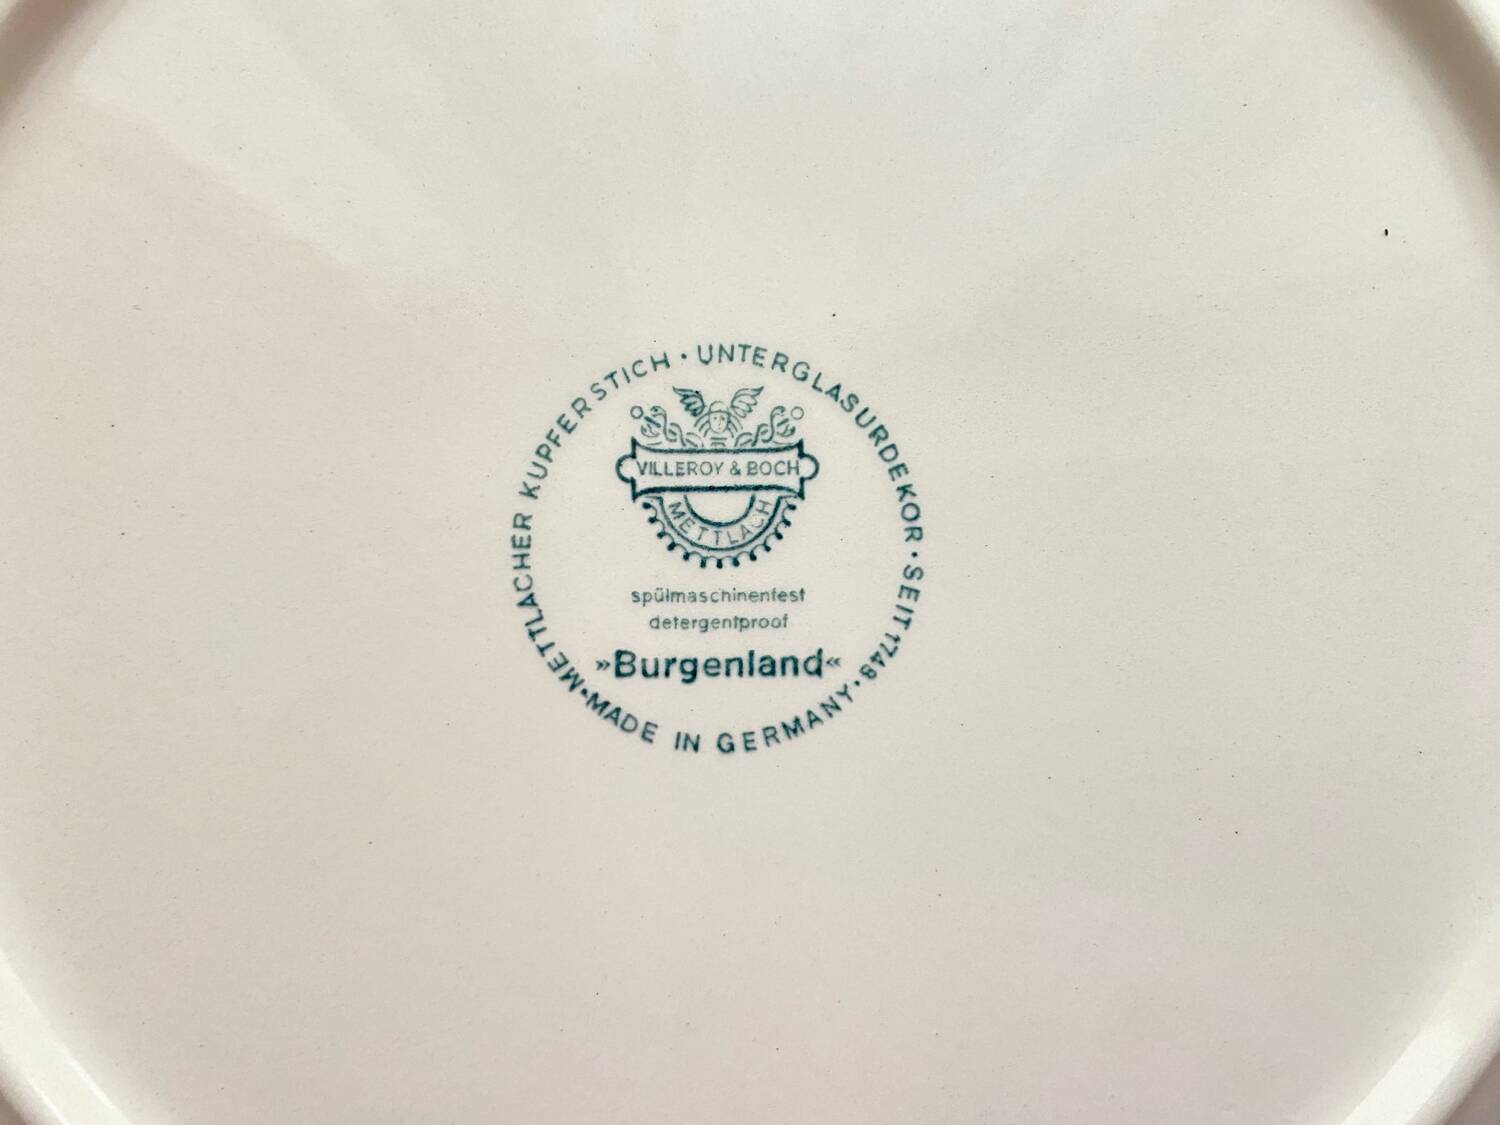 METTLACHER KUPFERSTICH · UNTERGLASURDEKOR · SEIT 1748 · MADE IN GERMANY ·
VILLEROY & BOCH
METTLACH
spülmaschinenfest
detergentproof
»Burgenland«